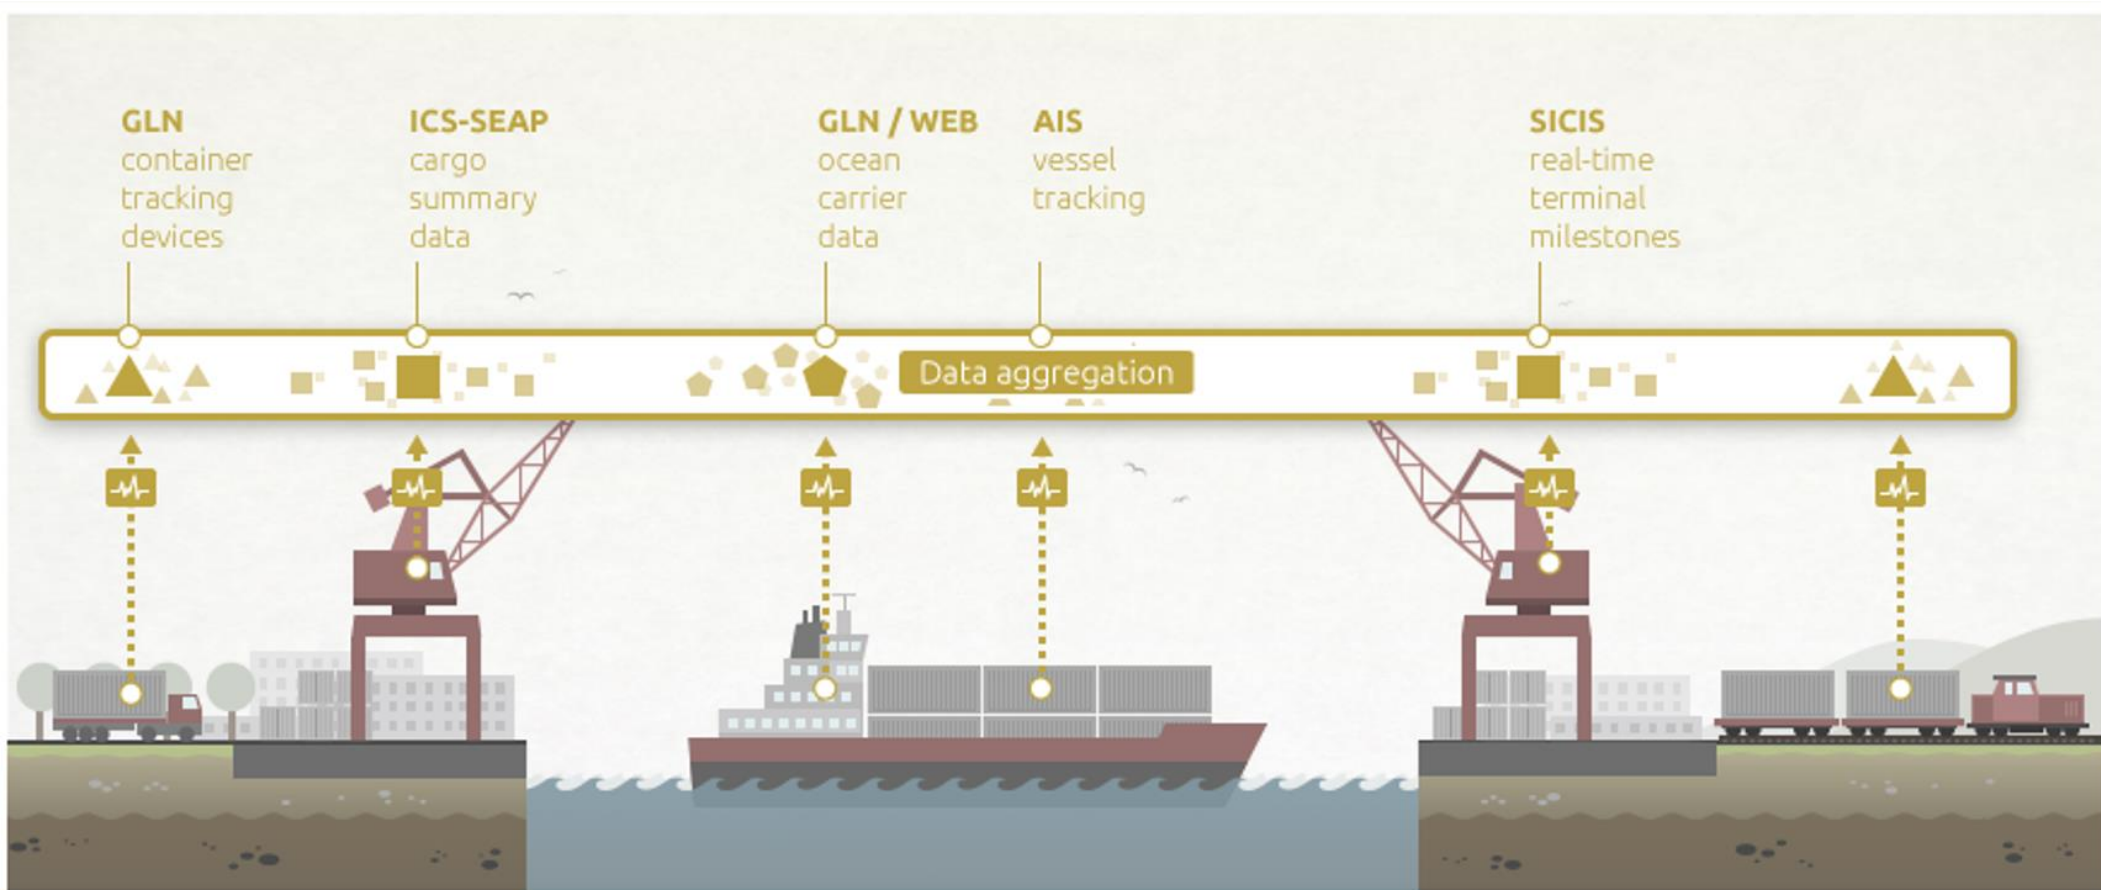 GLN
container
tracking
devices
ICS-SEAP
cargo
summary
data
GLN / WEB
ocean
carrier
data
AIS
vessel
tracking
SICIS
real-time
terminal
milestones
Data aggregation